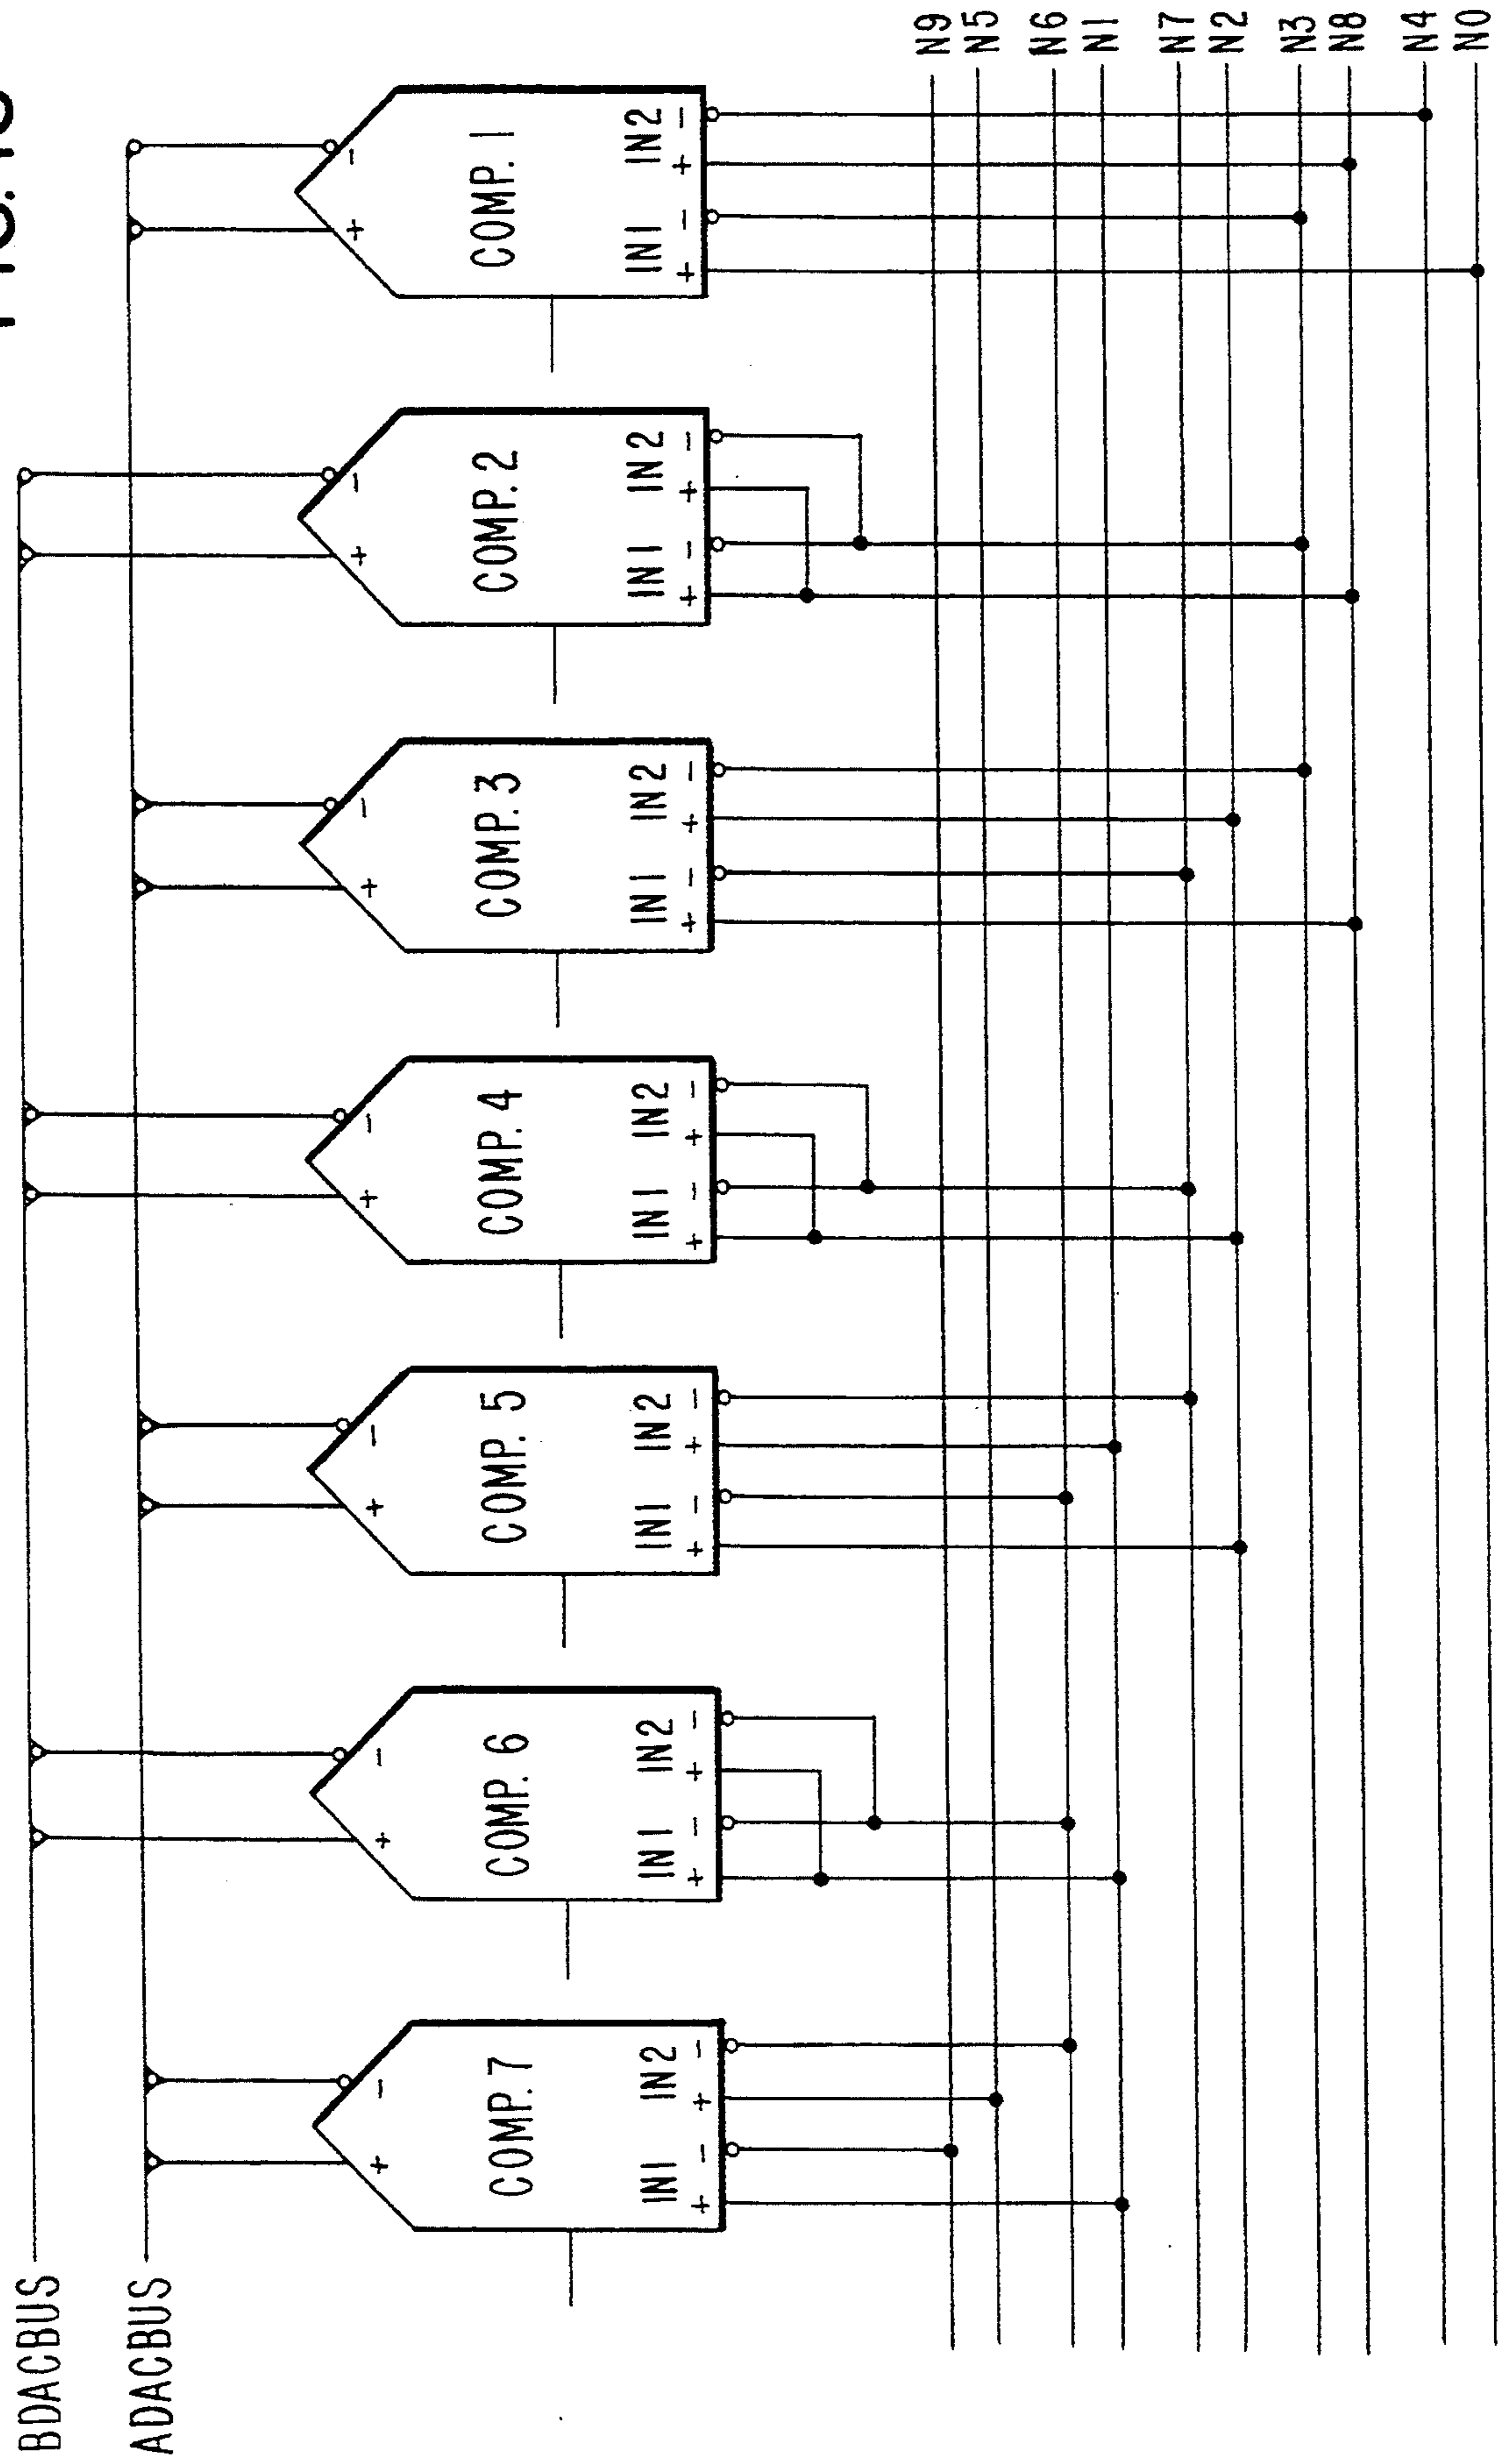 BDACBUS
ADACBUS
+ −
COMP. 7
IN1 IN2
+ − + −
+ −
COMP. 6
IN1 IN2
+ − + −
+ −
COMP. 5
IN1 IN2
+ − + −
+ −
COMP. 4
IN1 IN2
+ − + −
+ −
COMP. 3
IN1 IN2
+ − + −
+ −
COMP. 2
IN1 IN2
+ − + −
+ −
COMP. 1
IN1 IN2
+ − + −
N9
N5
N6
N1
N7
N2
N3
N8
N4
N0